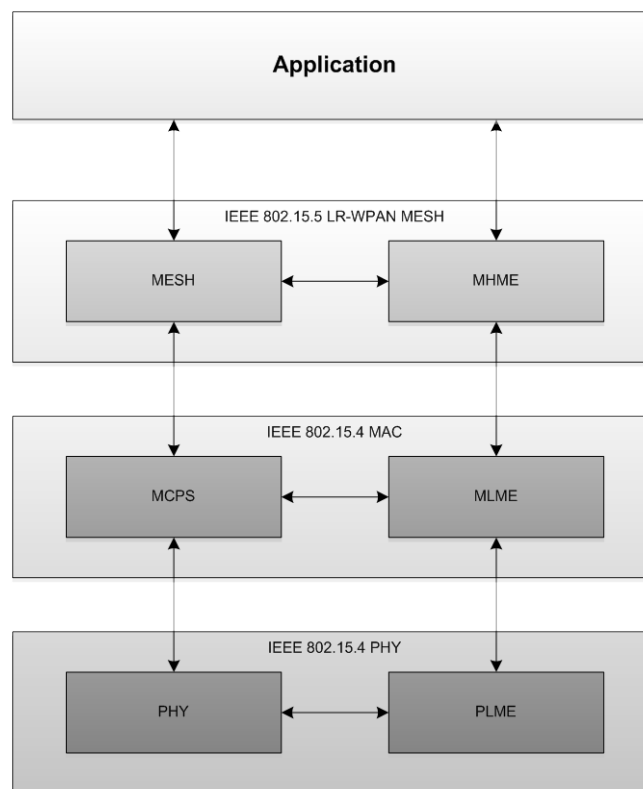 Application
IEEE 802.15.5 LR-WPAN MESH
MESH
MHME
IEEE 802.15.4 MAC
MCPS
MLME
IEEE 802.15.4 PHY
PHY
PLME